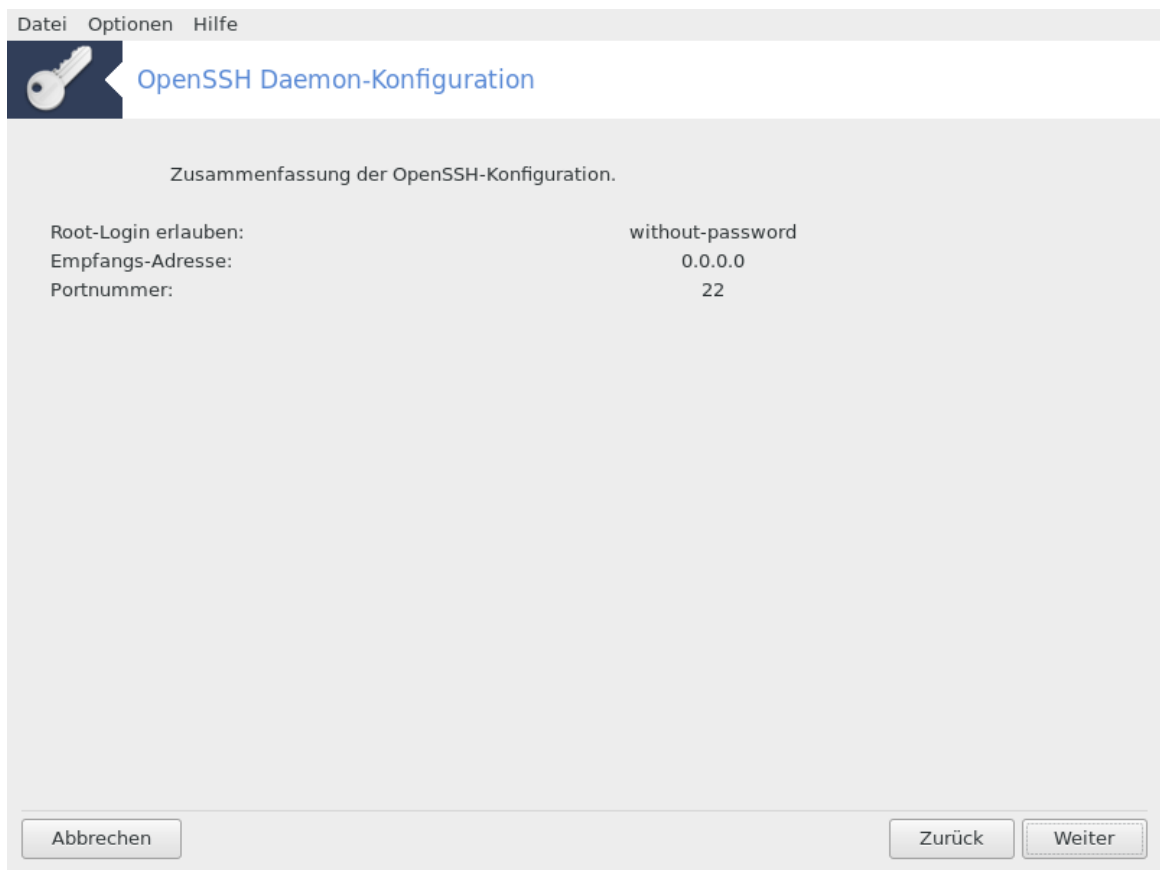 Datei Optionen Hilfe
OpenSSH Daemon-Konfiguration
Zusammenfassung der OpenSSH-Konfiguration.
Root-Login erlauben: without-password
Empfangs-Adresse: 0.0.0.0
Portnummer: 22
Abbrechen Zurück Weiter